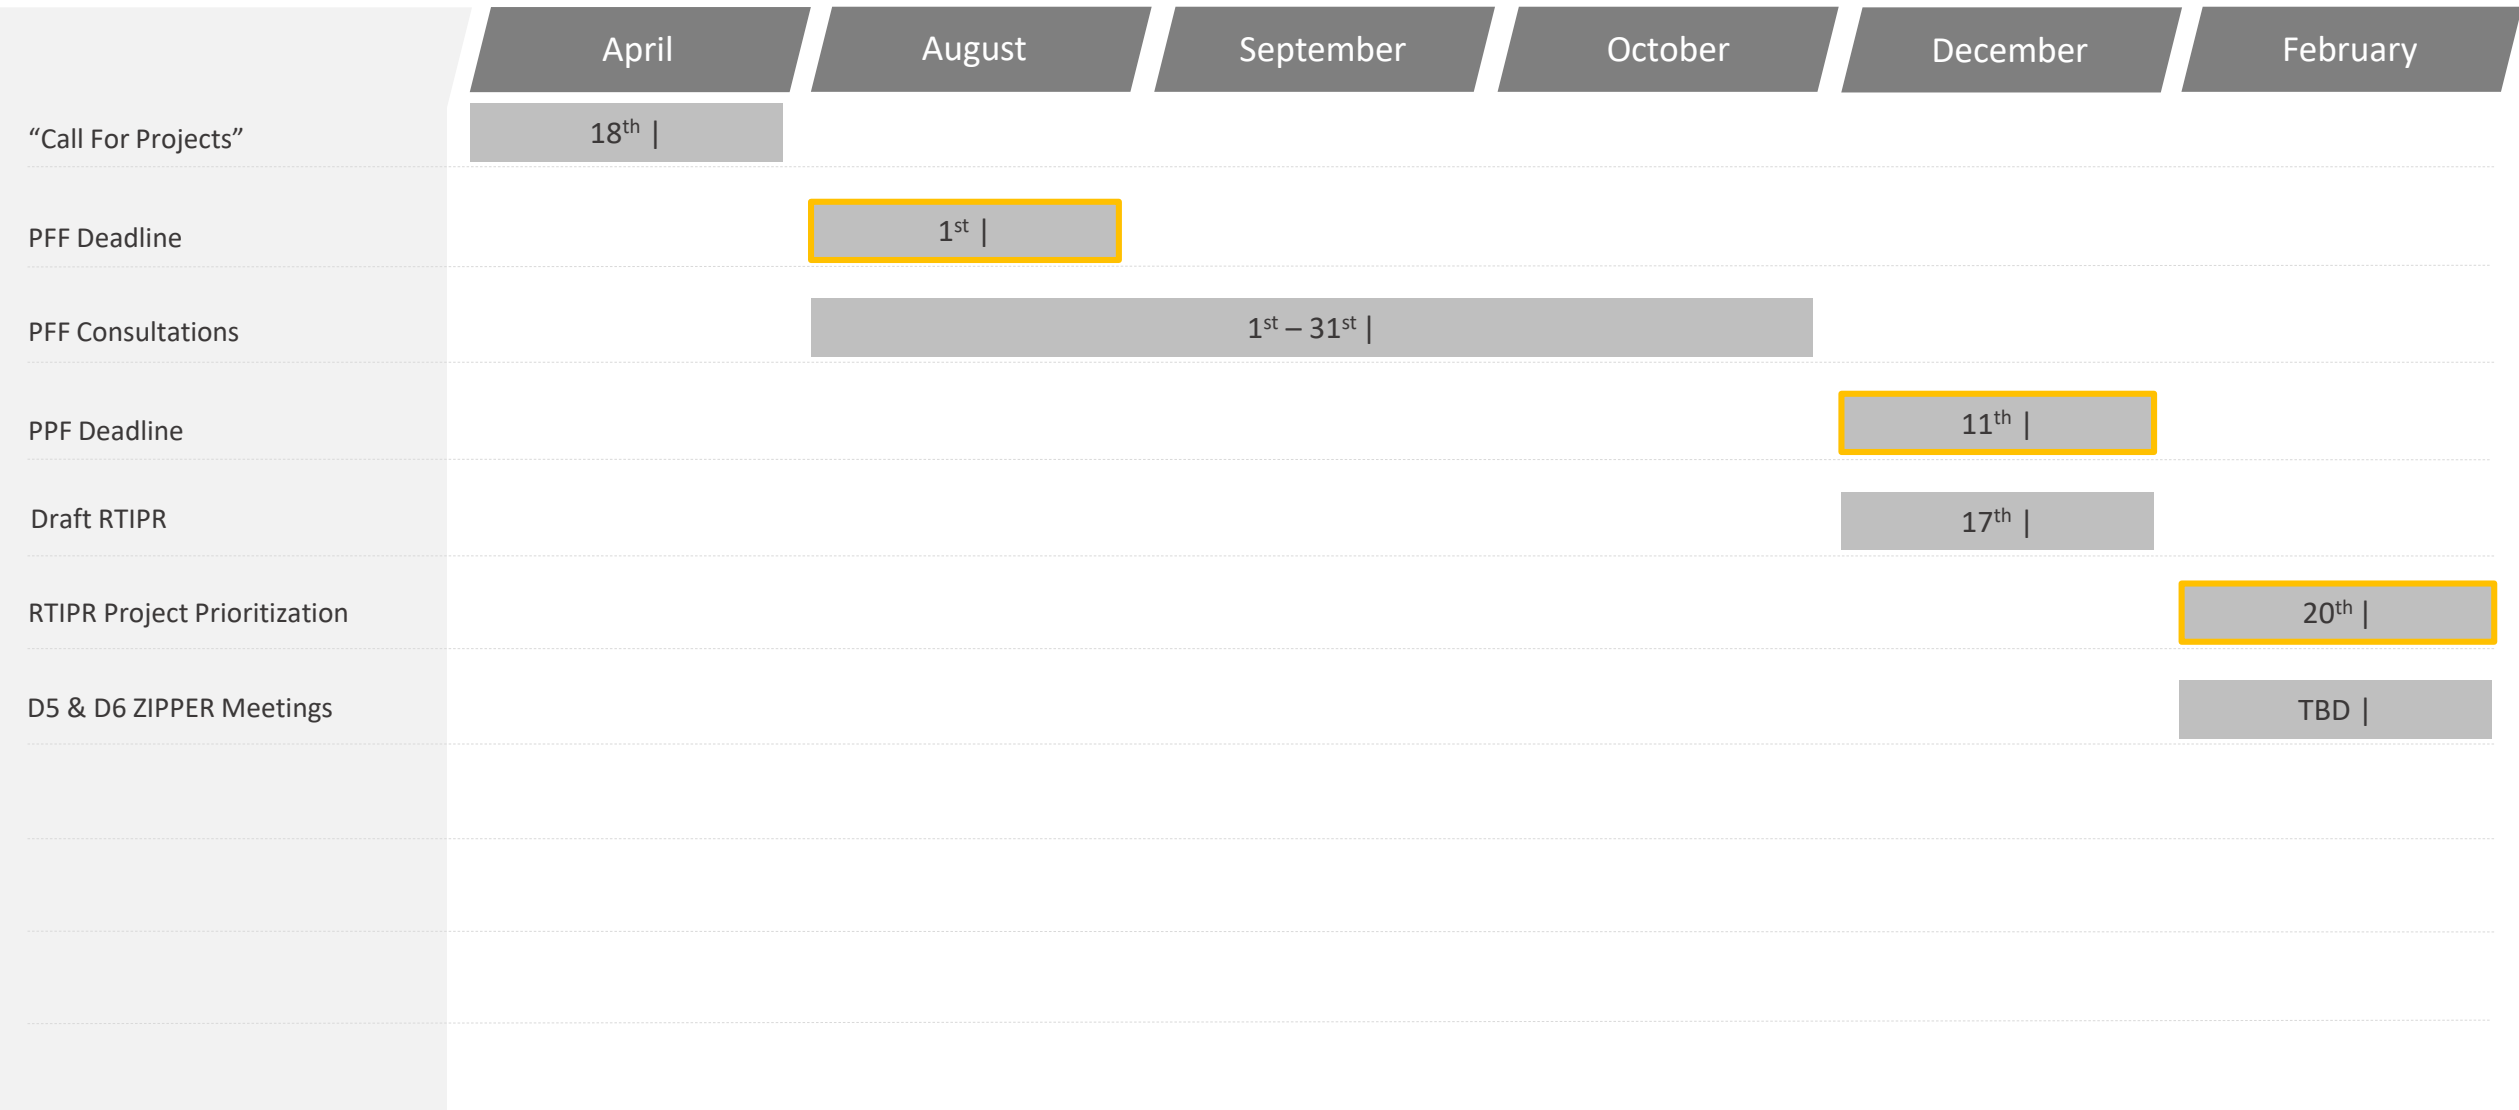 April August September October December February
“Call For Projects” 18th |
PFF Deadline 1st |
PFF Consultations 1st – 31st |
PPF Deadline 11th |
Draft RTIPR 17th |
RTIPR Project Prioritization 20th |
D5 & D6 ZIPPER Meetings TBD |